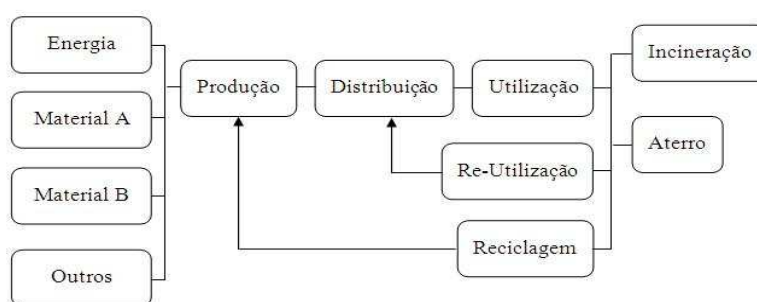 Energia
Material A
Material B
Outros
Produção
Distribuição
Utilização
Re-Utilização
Reciclagem
Incineração
Aterro